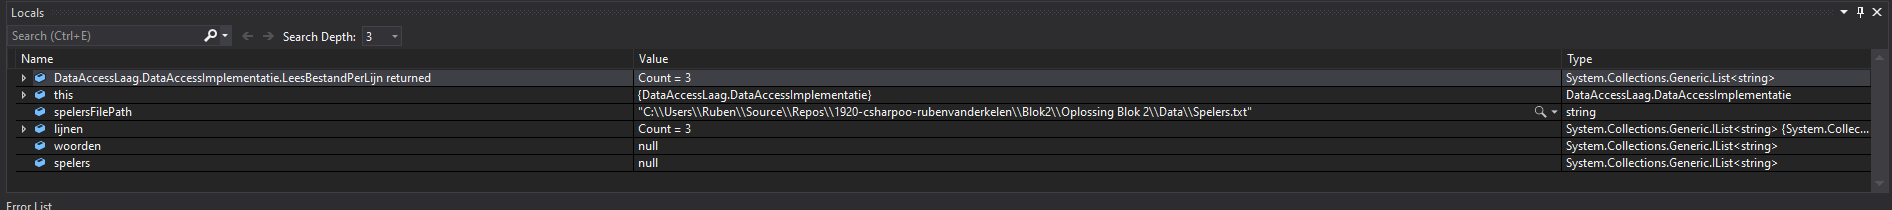 Locals
Search (Ctrl+E) Search Depth: 3
Name Value Type
DataAccessLaag.DataAccessImplementatie.LeesBestandPerLijn returned Count = 3 System.Collections.Generic.List<string>
this {DataAccessLaag.DataAccessImplementatie} DataAccessLaag.DataAccessImplementatie
spelersFilePath "C:\\Users\\Ruben\\Source\\Repos\\1920-csharpoo-rubenvanderkelen\\Blok2\\Oplossing Blok 2\\Data\\Spelers.txt" string
lijnen Count = 3 System.Collections.Generic.IList<string> {System.Collec...
woorden null System.Collections.Generic.IList<string>
spelers null System.Collections.Generic.IList<string>
Error List